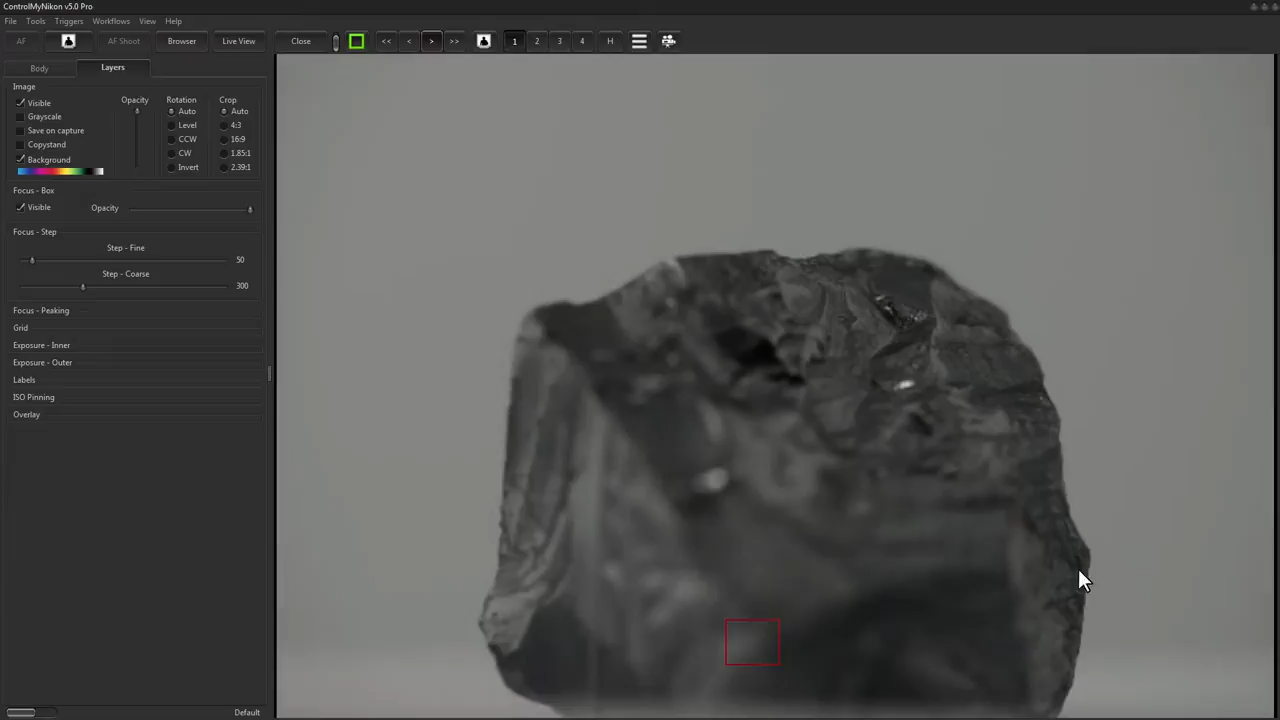 ControlMyNikon v5.0 Pro
File Tools Triggers Workflows View Help
AF AF Shoot Browser Live View Close << < > >> 1 2 3 4 H
Body Layers
Image
Visible
Grayscale
Save on capture
Copystand
Background
Opacity
Rotation
Auto
Level
CCW
CW
Invert
Crop
Auto
4:3
16:9
1.85:1
2.39:1
Focus - Box
Visible Opacity
Focus - Step
Step - Fine
50
Step - Coarse
300
Focus - Peaking
Grid
Exposure - Inner
Exposure - Outer
Labels
ISO Pinning
Overlay
Default